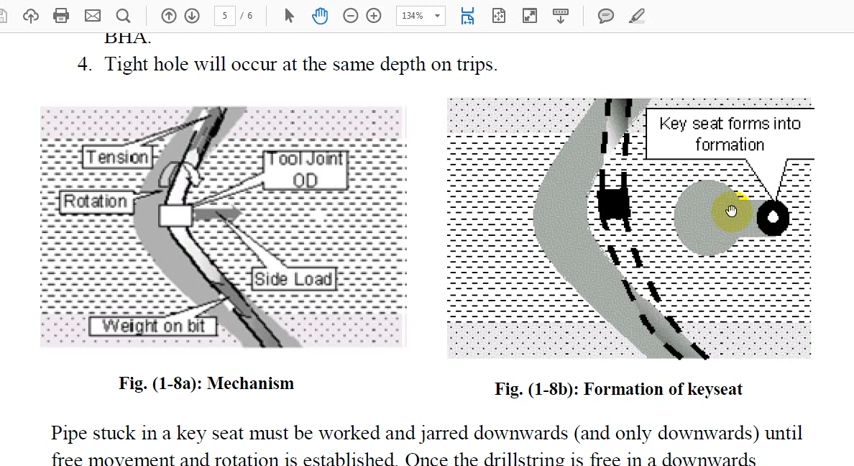 5 / 6
134%
BHA.
4. Tight hole will occur at the same depth on trips.
Tension
Rotation
Tool Joint
OD
Side Load
Weight on bit
Key seat forms into
formation
Fig. (1-8a): Mechanism
Fig. (1-8b): Formation of keyseat
Pipe stuck in a key seat must be worked and jarred downwards (and only downwards) until
free movement and rotation is established. Once the drillstring is free in a downwards